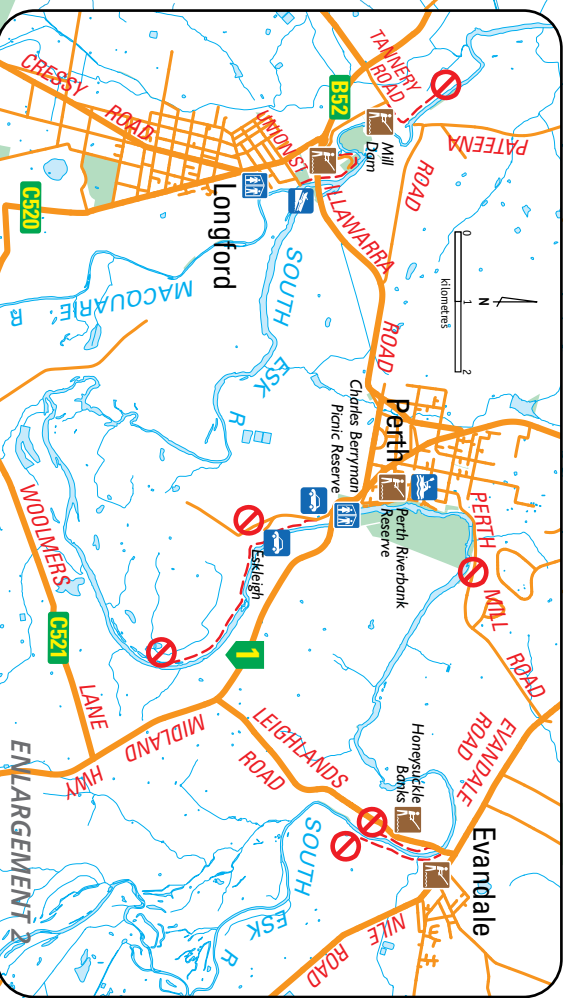 TANNERY
ROAD
PATEENA
ROAD
CRESSY
ROAD
B52
UNION ST
Mill
Dam
ILLAWARRA
ROAD
C520
Longford
MACQUARIE
R
SOUTH
ESK
R
0
1
2
kilometres
N
Perth
Charles Berryman
Picnic Reserve
Perth Riverbank
Reserve
PERTH
MILL
ROAD
Eskleigh
1
WOOLMERS
LANE
C521
MIDLAND
HWY
LEIGHLANDS
ROAD
EVANDALE
ROAD
Honeysuckle
Banks
Evandale
SOUTH
ESK
R
NILE
ROAD
ENLARGEMENT 2